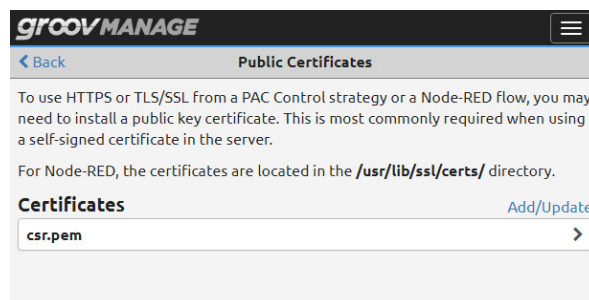 groov MANAGE
Back
Public Certificates
To use HTTPS or TLS/SSL from a PAC Control strategy or a Node-RED flow, you may
need to install a public key certificate. This is most commonly required when using
a self-signed certificate in the server.
For Node-RED, the certificates are located in the /usr/lib/ssl/certs/ directory.
Certificates
Add/Update
csr.pem